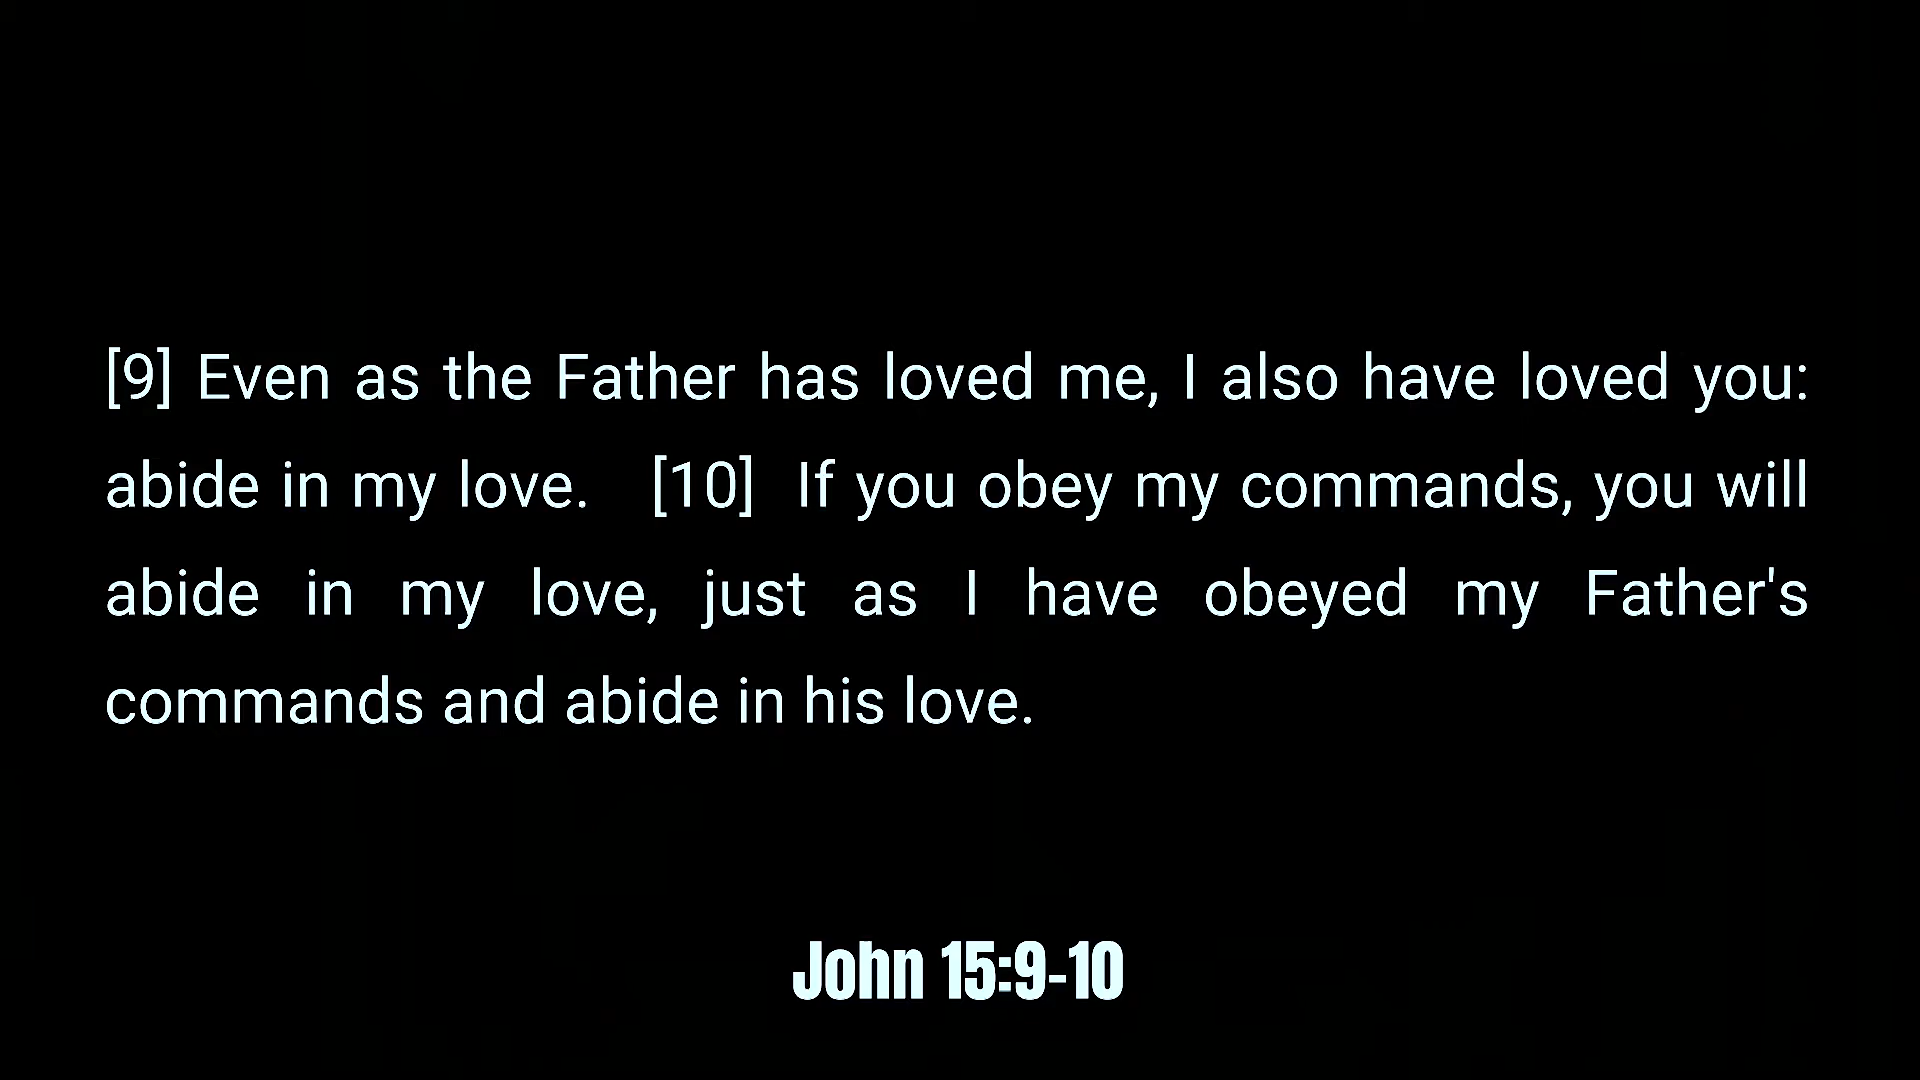 [9] Even as the Father has loved me, I also have loved you:
abide in my love. [10] If you obey my commands, you will
abide in my love, just as I have obeyed my Father's
commands and abide in his love.
John 15:9-10